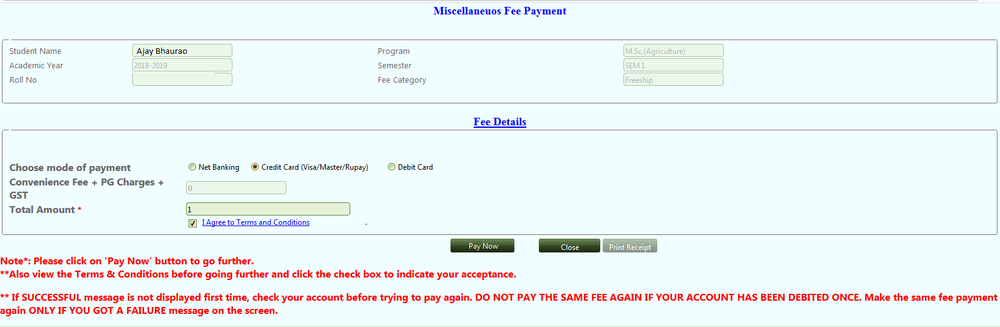 Miscellaneuos Fee Payment
Student Name Ajay Bhaurao Program M.Sc.(Agriculture)
Academic Year 2018-2019 Semester SEM 1
Roll No Fee Category Freeship
Fee Details
Choose mode of payment Net Banking Credit Card (Visa/Master/Rupay) Debit Card
Convenience Fee + PG Charges +
GST 0
Total Amount * 1
I Agree to Terms and Conditions .
Pay Now Close Print Receipt
Note*: Please click on 'Pay Now' button to go further.
**Also view the Terms & Conditions before going further and click the check box to indicate your acceptance.
** If SUCCESSFUL message is not displayed first time, check your account before trying to pay again. DO NOT PAY THE SAME FEE AGAIN IF YOUR ACCOUNT HAS BEEN DEBITED ONCE. Make the same fee payment
again ONLY IF YOU GOT A FAILURE message on the screen.